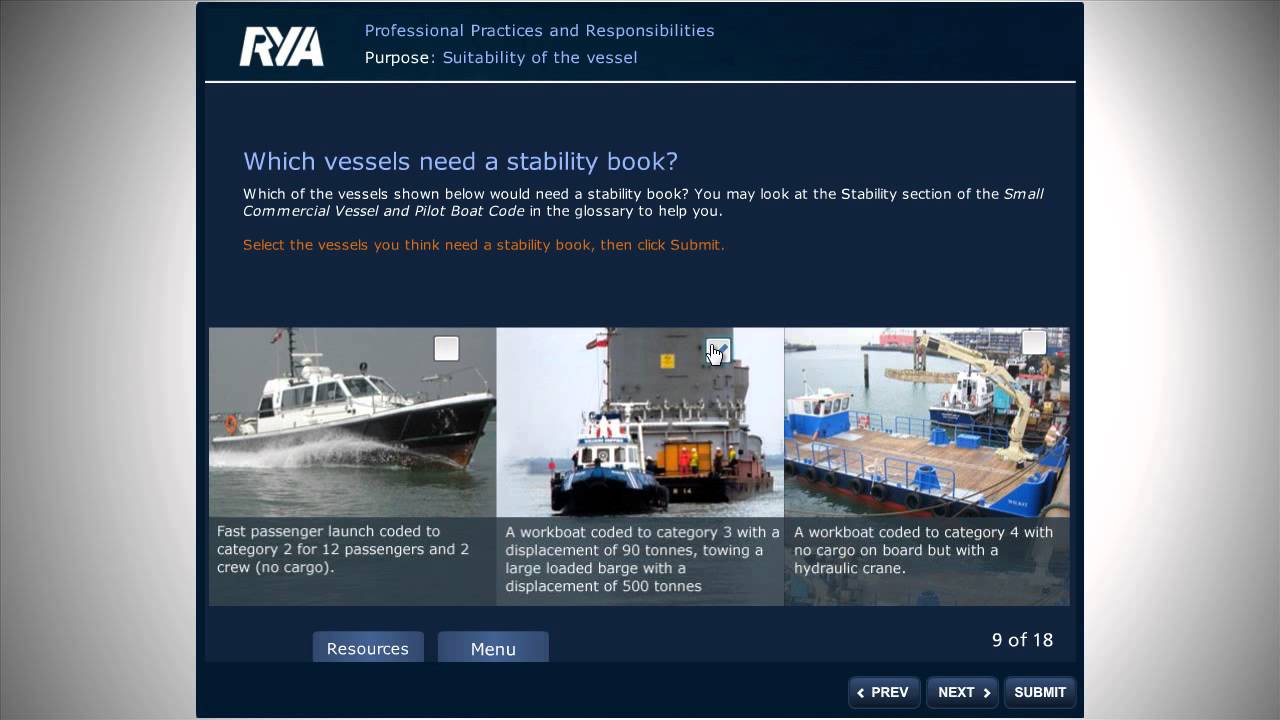 RYA
Professional Practices and Responsibilities
Purpose: Suitability of the vessel
Which vessels need a stability book?
Which of the vessels shown below would need a stability book? You may look at the Stability section of the Small
Commercial Vessel and Pilot Boat Code in the glossary to help you.
Select the vessels you think need a stability book, then click Submit.
Fast passenger launch coded to
category 2 for 12 passengers and 2
crew (no cargo).
A workboat coded to category 3 with a
displacement of 90 tonnes, towing a
large loaded barge with a
displacement of 500 tonnes
A workboat coded to category 4 with
no cargo on board but with a
hydraulic crane.
Resources
Menu
9 of 18
PREV
NEXT
SUBMIT